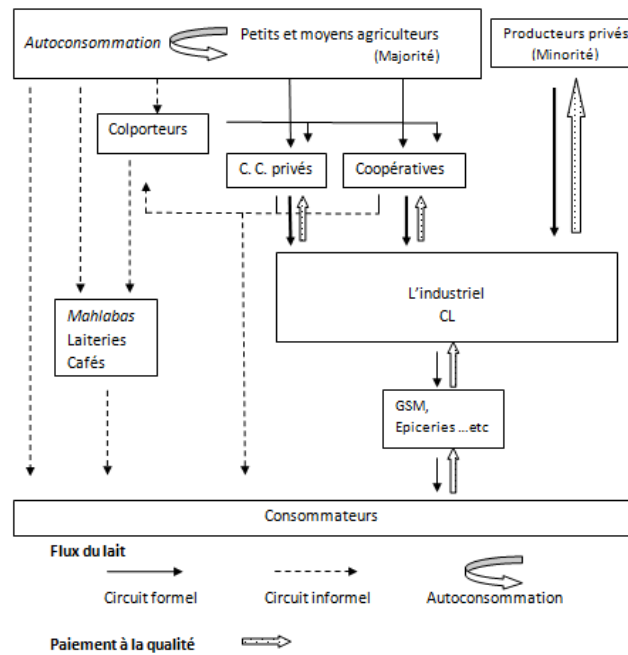 Autoconsommation
Petits et moyens agriculteurs
(Majorité)
Producteurs privés
(Minorité)
Colporteurs
C. C. privés
Coopératives
L'industriel
CL
Mahlabas
Laiteries
Cafés
GSM,
Epiceries ...etc
Consommateurs
Flux du lait
Circuit formel
Circuit informel
Autoconsommation
Paiement à la qualité